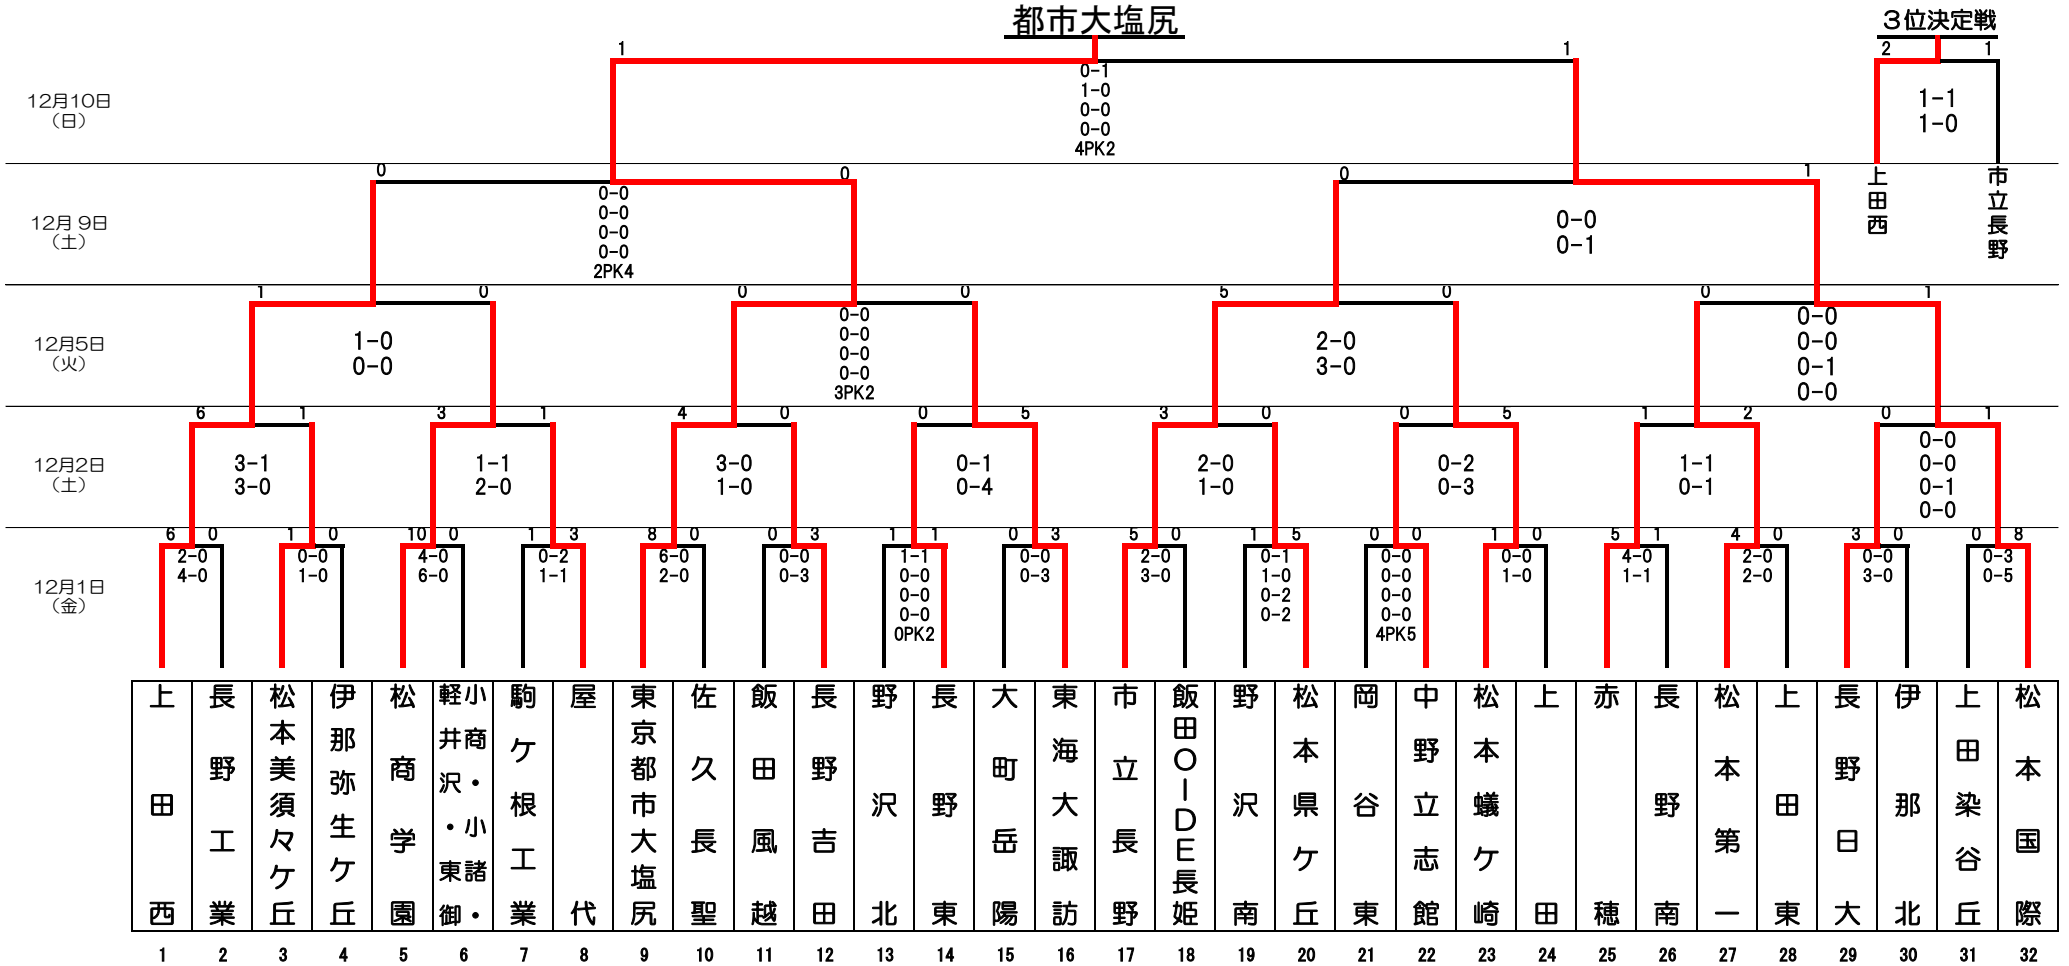 都市大塩尻
3位決定戦
1 1 2 1
12月10日
(日)
0-1
1-0
0-0
0-0
4PK2
1-1
1-0
上田西
市立長野
0 0 0 1
12月 9日
(土)
0-0
0-0
0-0
0-0
2PK4
0-0
0-1
1 0 0 0 5 0 0 1
12月5日
(火)
1-0
0-0
0-0
0-0
0-0
0-0
3PK2
2-0
3-0
0-0
0-0
0-1
0-0
6 1 3 1 4 0 0 5 3 0 0 5 1 2 0 1
12月2日
(土)
3-1
3-0
1-1
2-0
3-0
1-0
0-1
0-4
2-0
1-0
0-2
0-3
1-1
0-1
0-0
0-0
0-1
0-0
6 0 1 0 10 0 1 3 8 0 0 3 1 1 0 3 5 0 1 5 0 0 1 0 5 1 4 0 3 0 0 8
12月1日
(金)
2-0
4-0
0-0
1-0
4-0
6-0
0-2
1-1
6-0
2-0
0-0
0-3
1-1
0-0
0-0
0-0
0PK2
0-0
0-3
2-0
3-0
0-1
1-0
0-2
0-2
0-0
0-0
0-0
0-0
4PK5
0-0
1-0
4-0
1-1
2-0
2-0
0-0
3-0
0-3
0-5
上田西
長野工業
松本美須々ケ丘
伊那弥生ケ丘
松商学園
小商・小諸・
軽井沢・東御
駒ケ根工業
屋代
東京都市大塩尻
佐久長聖
飯田風越
長野吉田
野沢北
長野東
大町岳陽
東海大諏訪
市立長野
飯田OIDE長姫
野沢南
松本県ケ丘
岡谷東
中野立志館
松本蟻ケ崎
上田
赤穂
長野南
松本第一
上田東
長野日大
伊那北
上田染谷丘
松本国際
1 2 3 4 5 6 7 8 9 10 11 12 13 14 15 16 17 18 19 20 21 22 23 24 25 26 27 28 29 30 31 32